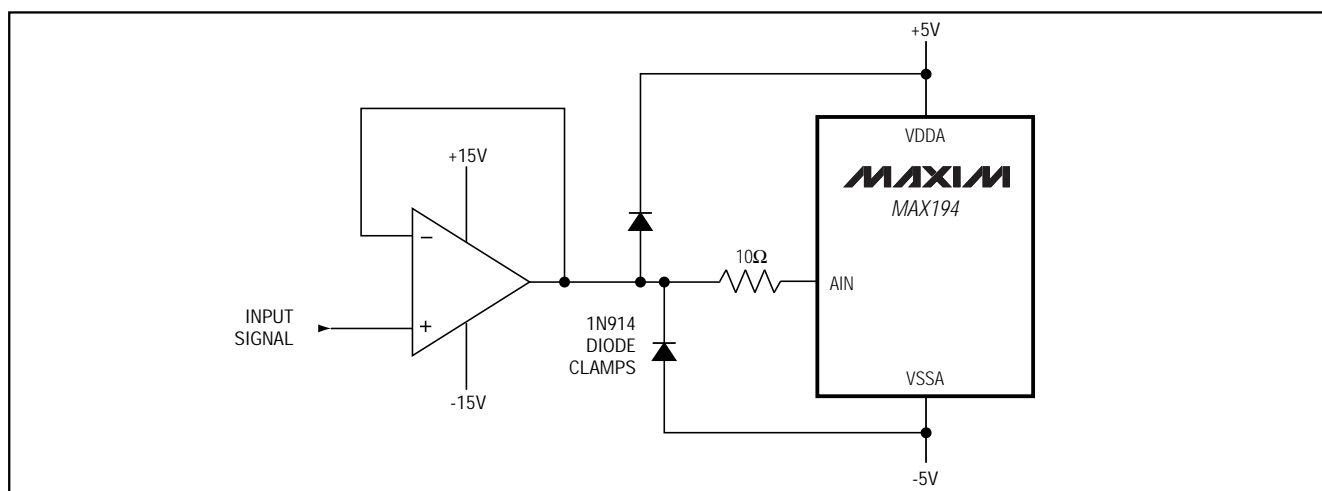 +5V
VDDA
MAXIM
MAX194
+15V
−
10Ω
AIN
INPUT
SIGNAL
+
1N914
DIODE
CLAMPS
-15V
VSSA
-5V